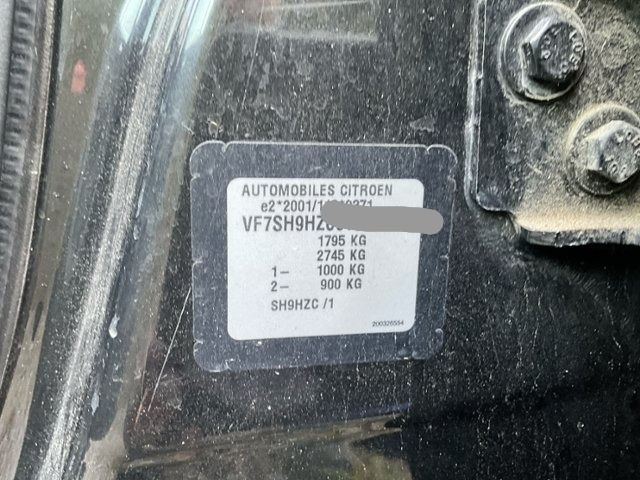 AUTOMOBILES CITROEN
VF7SH9HZ
1795 KG
2745 KG
1– 1000 KG
2– 900 KG
SH9HZC /1
200326554